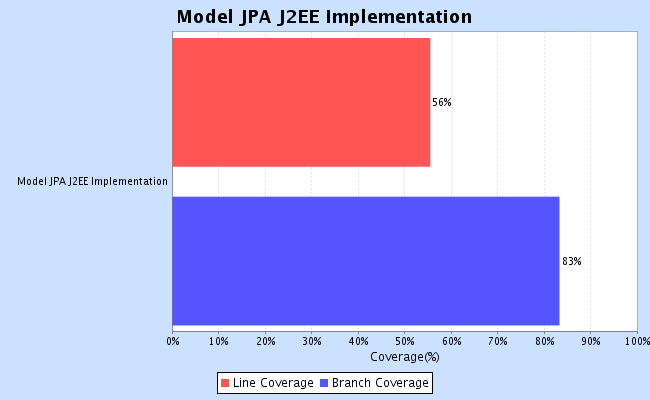 Model JPA J2EE Implementation
56%
Model JPA J2EE Implementation
83%
0% 10% 20% 30% 40% 50% 60% 70% 80% 90% 100%
Coverage(%)
Line Coverage Branch Coverage